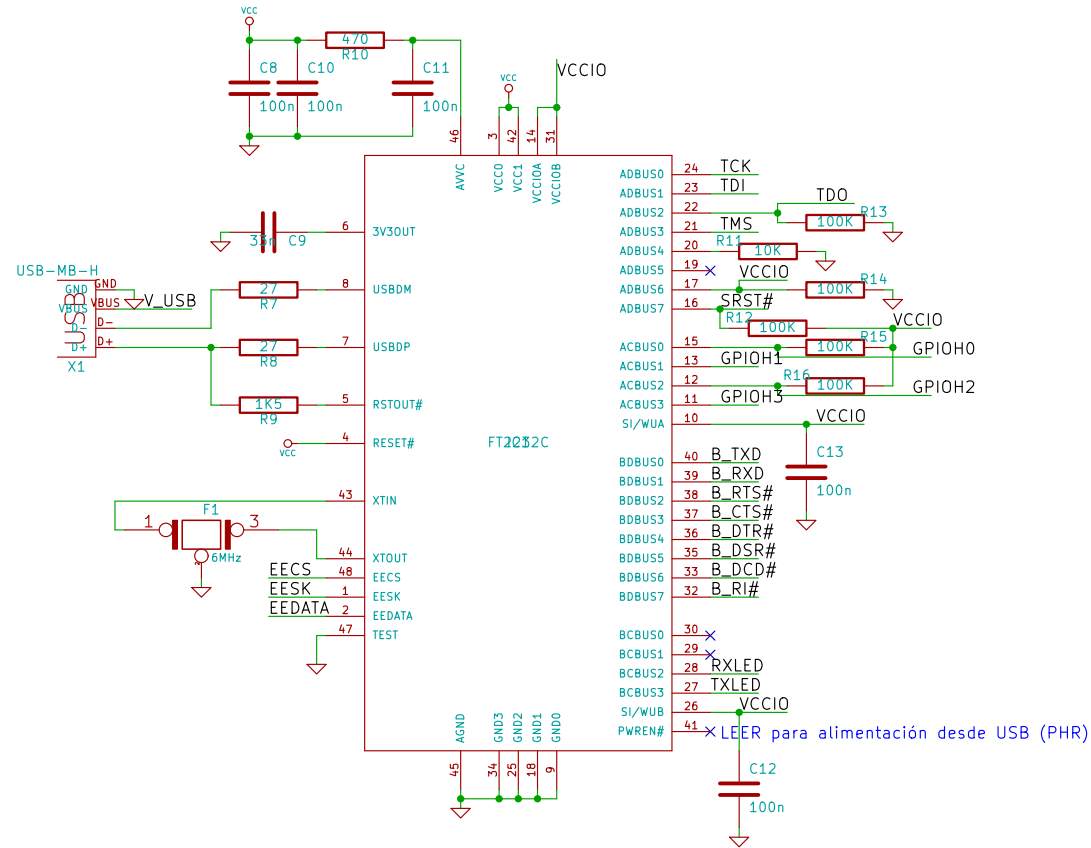 VCC
470
R10
C8
C10
C11
100n
100n
100n
VCC
VCCIO
46
3
42
14
31
AVVC
VCC0
VCC1
VCCIOA
VCCIOB
33n
C9
6
3V3OUT
USB-MB-H
GND
GND
VBUS
VBUS
V_USB
D-
D-
D+
D+
USB
X1
27
R7
8
USBDM
27
R8
7
USBDP
1K5
R9
5
RSTOUT#
VCC
4
RESET#
43
XTIN
F1
1
3
2
6MHz
44
XTOUT
EECS
48
EECS
EESK
1
EESK
EEDATA
2
EEDATA
47
TEST
FT2232C
ADBUS0
24
TCK
ADBUS1
23
TDI
ADBUS2
22
TDO
R13
100K
ADBUS3
21
TMS
ADBUS4
20
R11
10K
ADBUS5
19
VCCIO
ADBUS6
17
R14
100K
ADBUS7
16
SRST#
R12
100K
VCCIO
ACBUS0
15
R15
100K
GPIOH0
ACBUS1
13
GPIOH1
ACBUS2
12
R16
100K
GPIOH2
ACBUS3
11
GPIOH3
SI/WUA
10
VCCIO
C13
100n
BDBUS0
40
B_TXD
BDBUS1
39
B_RXD
BDBUS2
38
B_RTS#
BDBUS3
37
B_CTS#
BDBUS4
36
B_DTR#
BDBUS5
35
B_DSR#
BDBUS6
33
B_DCD#
BDBUS7
32
B_RI#
BCBUS0
30
BCBUS1
29
BCBUS2
28
RXLED
BCBUS3
27
TXLED
SI/WUB
26
VCCIO
PWREN#
41
LEER para alimentación desde USB (PHR)
C12
100n
AGND
GND3
GND2
GND1
GND0
45
34
25
18
9